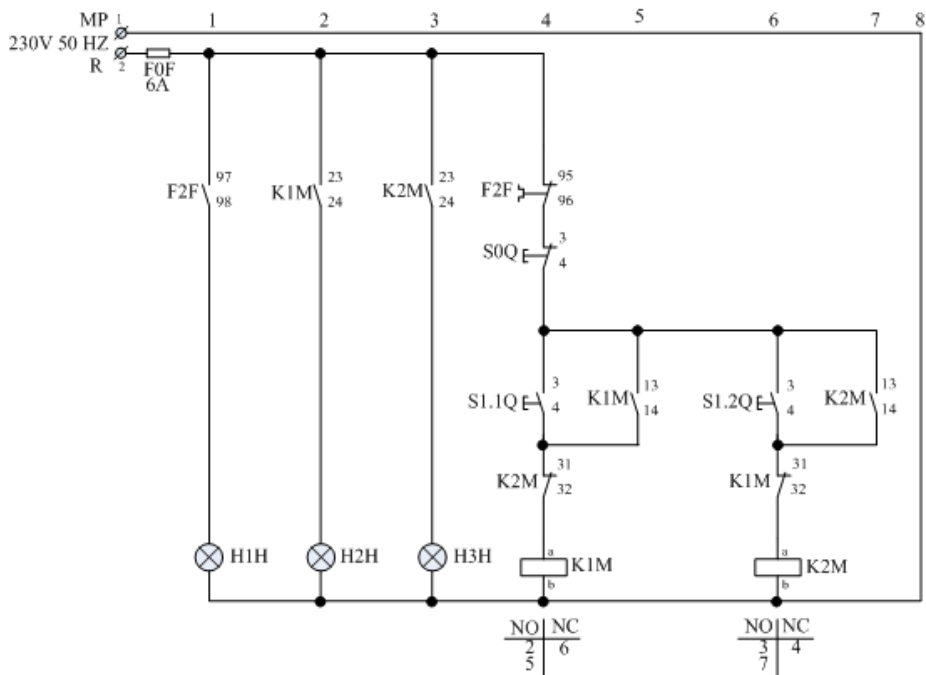 MP 1 1 2 3 4 5 6 7 8
230V 50 HZ
R 2 F0F
6A
F2F 97 98
K1M 23 24
K2M 23 24
F2F 95 96
S0Q 3 4
S1.1Q 3 4
K1M 13 14
S1.2Q 3 4
K2M 13 14
K2M 31 32
K1M 31 32
H1H
H2H
H3H
a K1M b
a K2M b
NO NC
2 6
5
NO NC
3 4
7